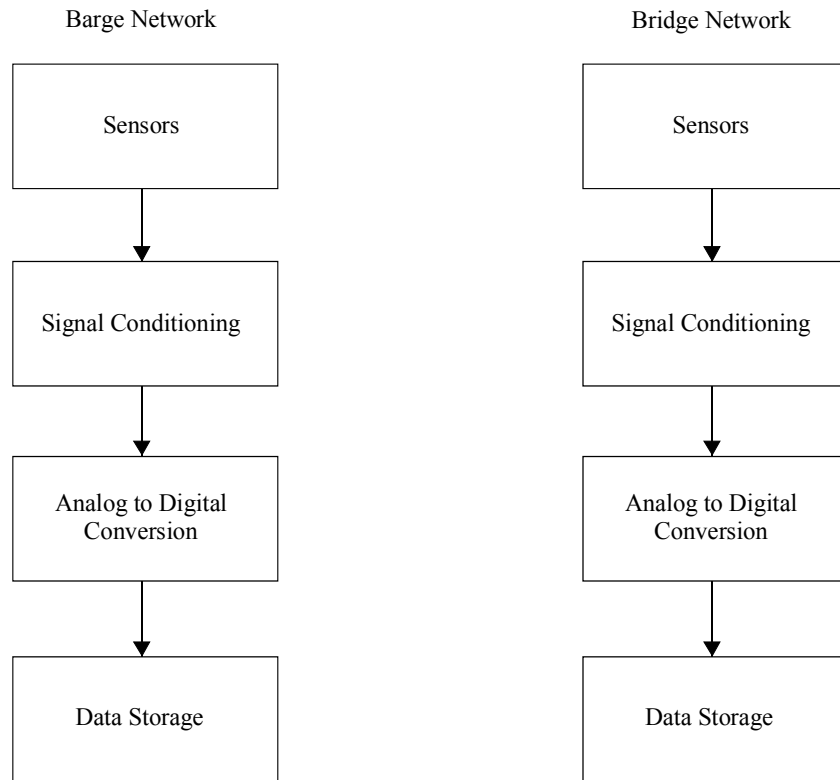 Barge Network
Sensors
Signal Conditioning
Analog to Digital
Conversion
Data Storage
Bridge Network
Sensors
Signal Conditioning
Analog to Digital
Conversion
Data Storage